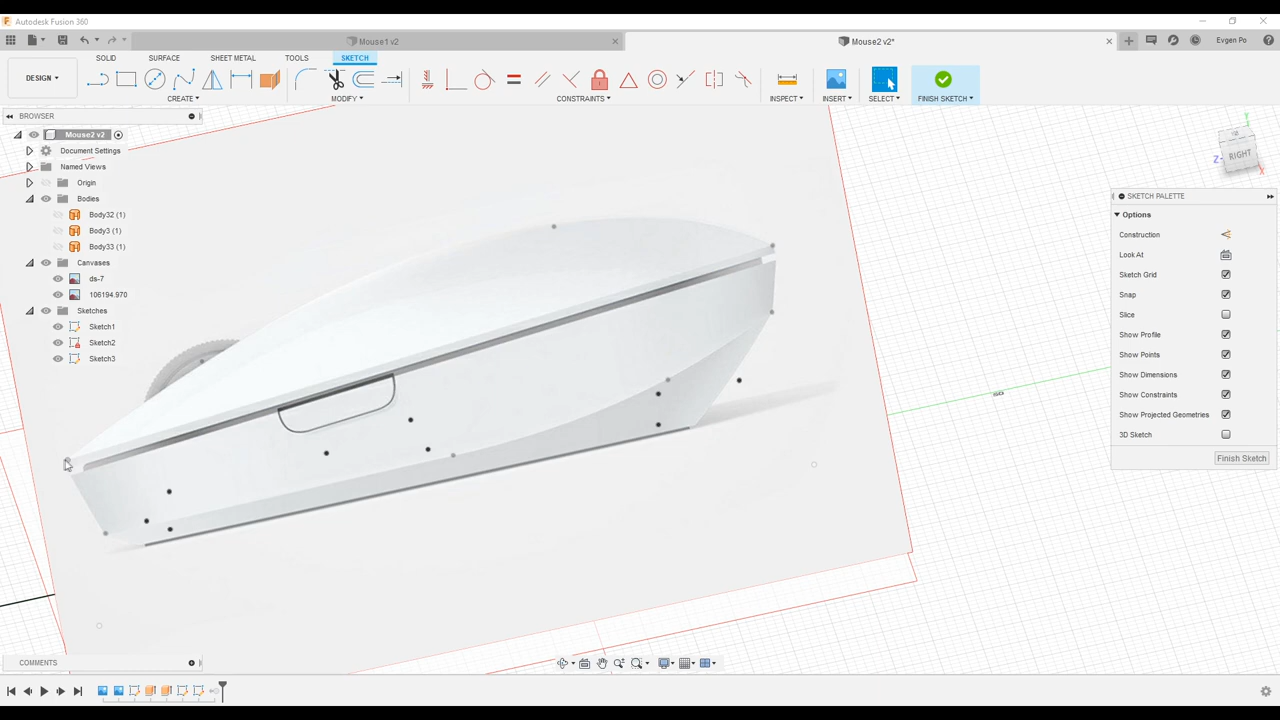 Autodesk Fusion 360
Mouse1 v2
Mouse2 v2*
Evgen Po
SOLID
SURFACE
SHEET METAL
TOOLS
SKETCH
DESIGN
CREATE
MODIFY
CONSTRAINTS
INSPECT
INSERT
SELECT
FINISH SKETCH
BROWSER
Mouse2 v2
Document Settings
Named Views
Origin
Bodies
Body32 (1)
Body3 (1)
Body33 (1)
Canvases
ds-7
106194.970
Sketches
Sketch1
Sketch2
Sketch3
Y
Z
X
RIGHT
SKETCH PALETTE
Options
Construction
Look At
Sketch Grid
Snap
Slice
Show Profile
Show Points
Show Dimensions
Show Constraints
Show Projected Geometries
3D Sketch
Finish Sketch
COMMENTS